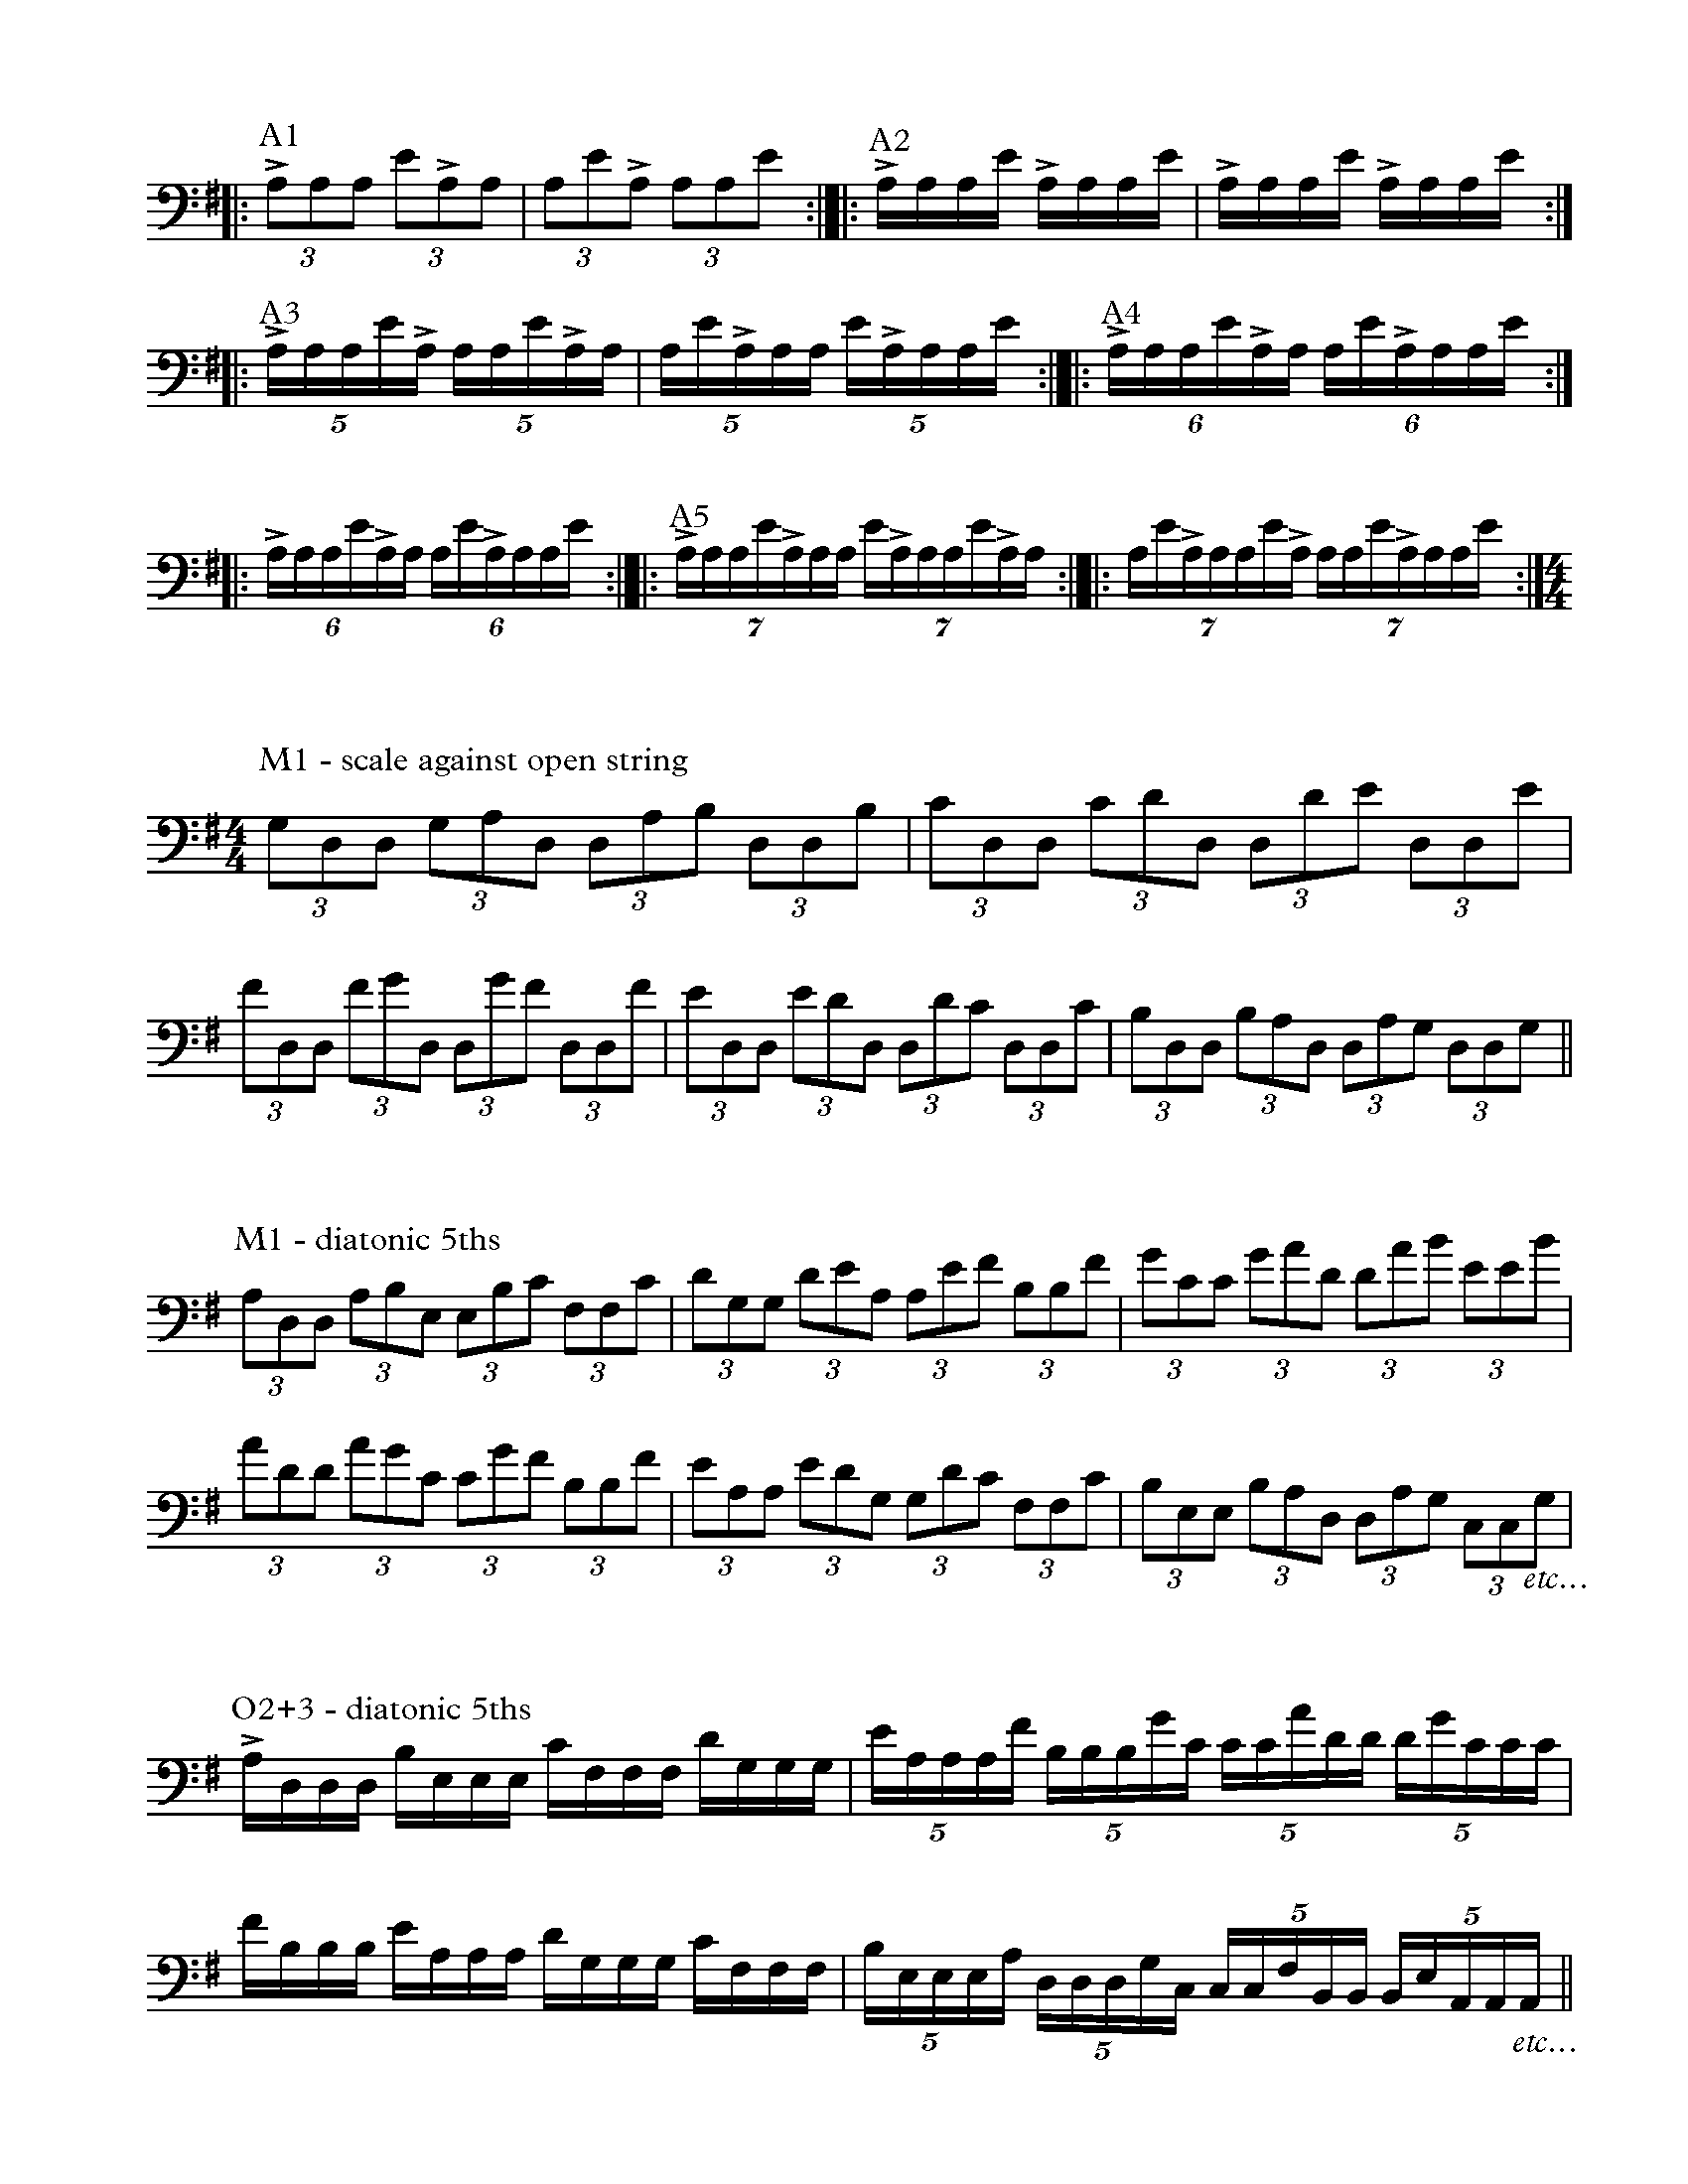 A1 A2
3 3 3 3
A3 A4
5 5 5 5 6 6
A5
6 6 7 7 7 7
4/4
M1 - scale against open string
4/4
3 3 3 3 3 3 3 3
3 3 3 3 3 3 3 3 3 3 3 3
M1 - diatonic 5ths
3 3 3 3 3 3 3 3 3 3 3 3
3 3 3 3 3 3 3 3 3 3 3 3
etc...
O2+3 - diatonic 5ths
5 5 5 5
5 5 5 5
etc...